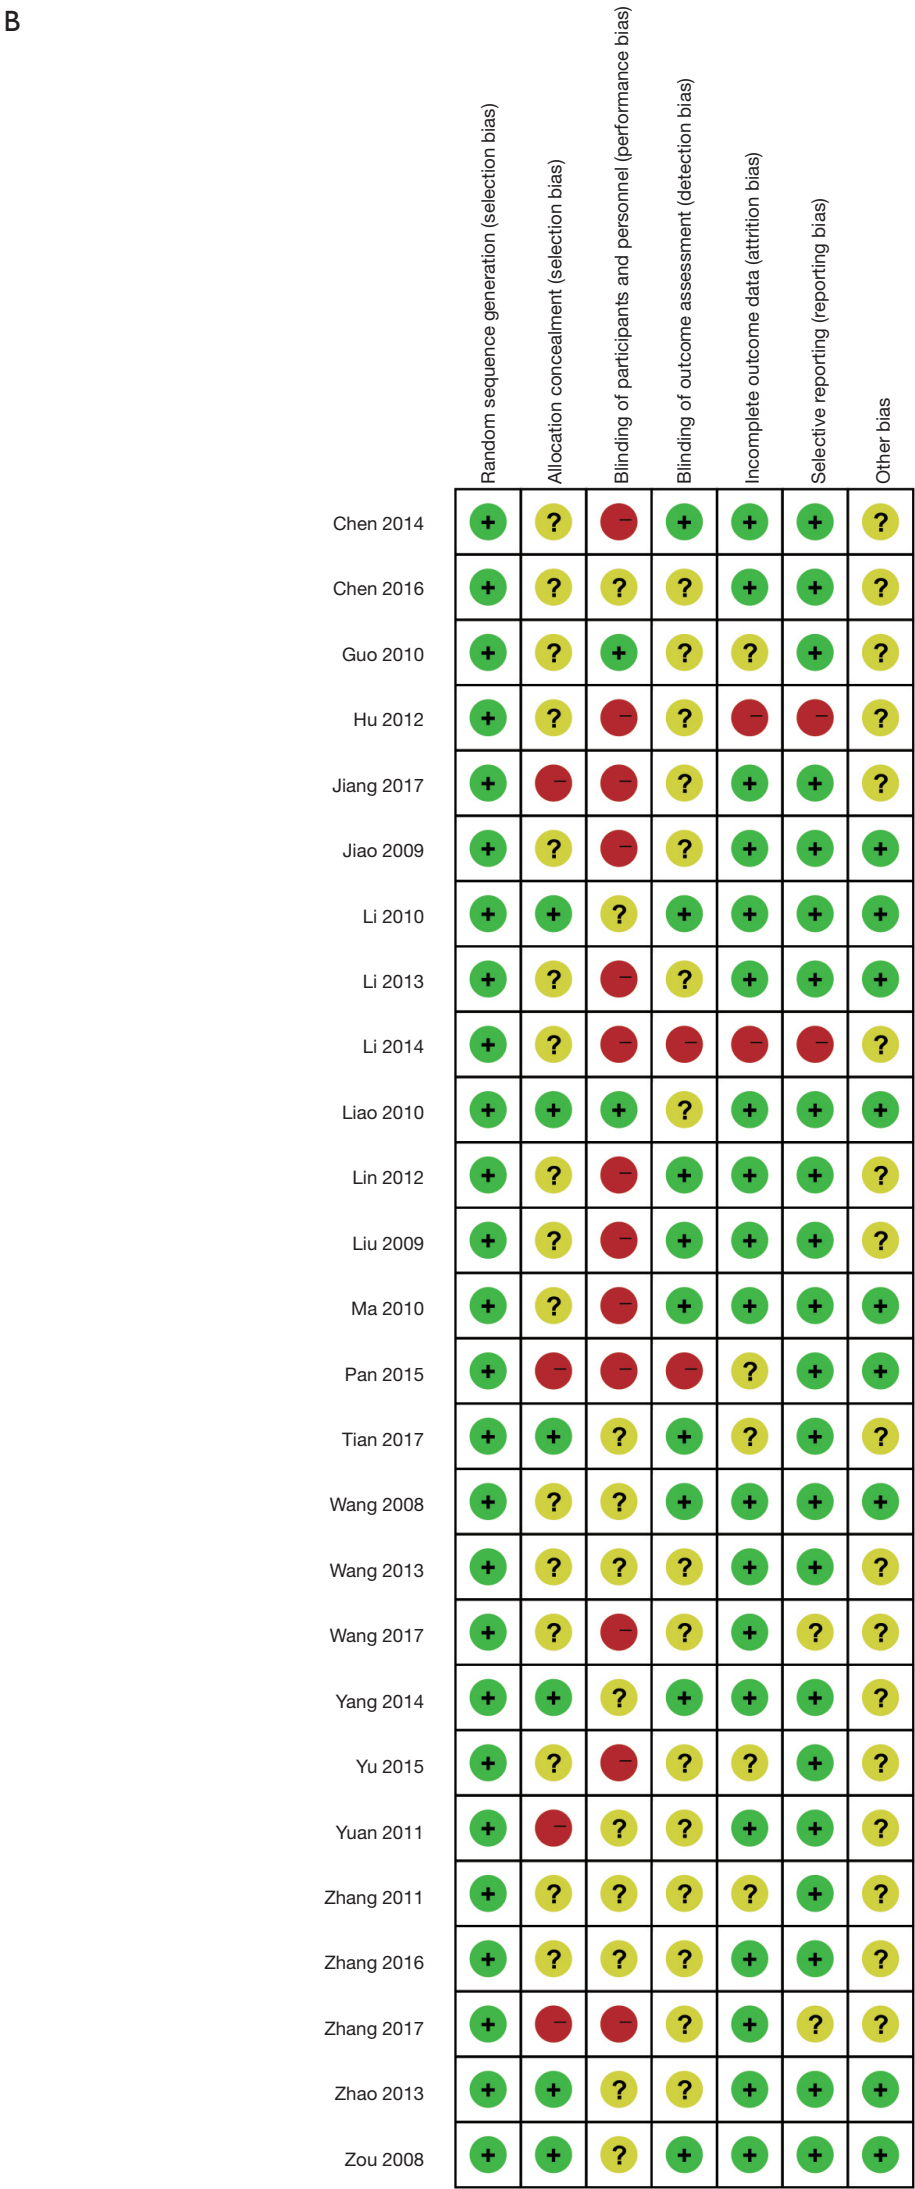 B
Random sequence generation (selection bias)
Allocation concealment (selection bias)
Blinding of participants and personnel (performance bias)
Blinding of outcome assessment (detection bias)
Incomplete outcome data (attrition bias)
Selective reporting (reporting bias)
Other bias
Chen 2014 + ? – + + + ?
Chen 2016 + ? ? ? + + ?
Guo 2010 + ? + ? ? + ?
Hu 2012 + ? – ? – – ?
Jiang 2017 + – – ? + + ?
Jiao 2009 + ? – ? + + +
Li 2010 + + ? + + + +
Li 2013 + ? – ? + + +
Li 2014 + ? – – – – ?
Liao 2010 + + + ? + + +
Lin 2012 + ? – + + + ?
Liu 2009 + ? – + + + ?
Ma 2010 + ? – + + + +
Pan 2015 + – – – ? + +
Tian 2017 + + ? + ? + ?
Wang 2008 + ? ? + + + +
Wang 2013 + ? ? ? + + ?
Wang 2017 + ? – ? + ? ?
Yang 2014 + + ? + + + ?
Yu 2015 + ? – ? ? + ?
Yuan 2011 + – ? ? + + ?
Zhang 2011 + ? ? ? ? + ?
Zhang 2016 + ? ? ? + + ?
Zhang 2017 + – – ? + ? ?
Zhao 2013 + + ? ? + + +
Zou 2008 + + ? + + + +